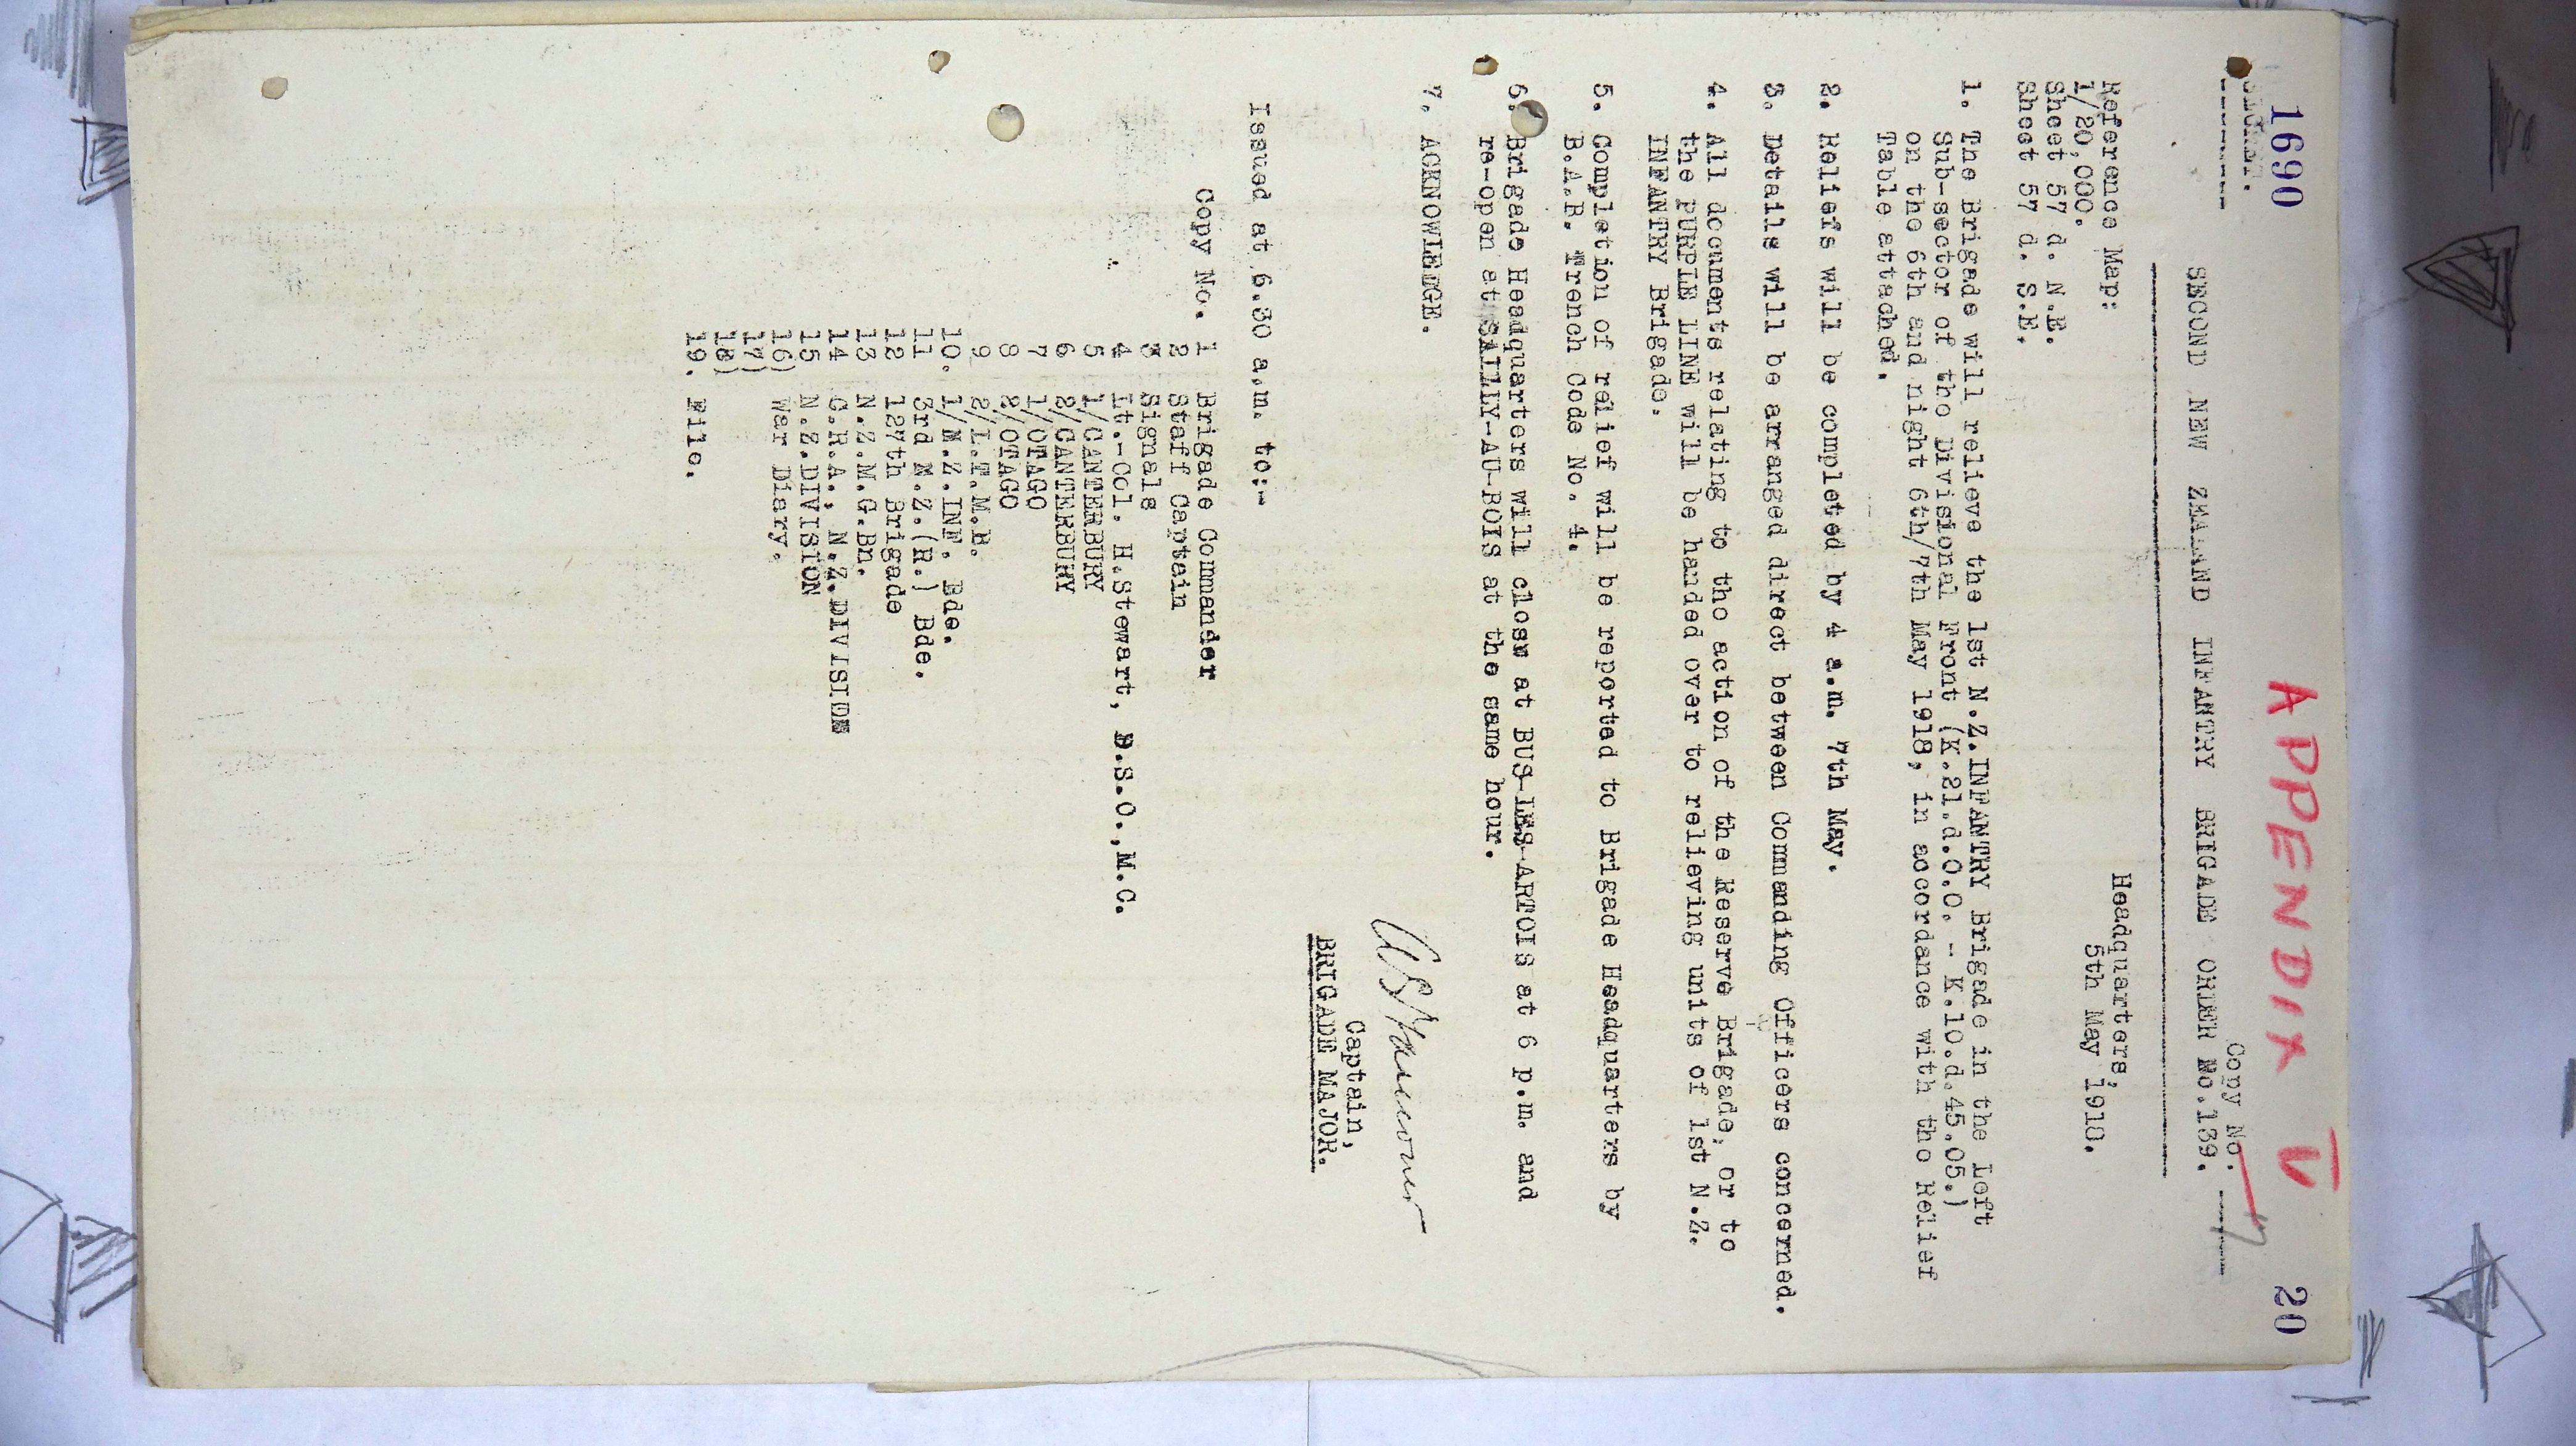 1690
APPENDIX V
20
SECRET.
Copy No. 17
SECOND NEW ZEALAND INFANTRY BRIGADE ORDER No.139.
Headquarters,
5th May 1918.
Reference Map:
1/20,000.
Sheet 57 d. N.E.
Sheet 57 d. S.E.
1. The Brigade will relieve the 1st N.Z.INFANTRY Brigade in the Left
Sub-sector of the Divisional Front (K.21.d.0.0. - K.10.d.45.05.)
on the 6th and night 6th/7th May 1918, in accordance with the Relief
Table attached.
2. Reliefs will be completed by 4 a.m. 7th May.
3. Details will be arranged direct between Commanding Officers concerned.
4. All documents relating to the action of the Reserve Brigade, or to
the PURPLE LINE will be handed over to relieving units of 1st N.Z.
INFANTRY Brigade.
5. Completion of relief will be reported to Brigade Headquarters by
B.A.B. Trench Code No. 4.
6. Brigade Headquarters will close at BUS-LES-ARTOIS at 6 p.m. and
re-open at SAILLY-AU-BOIS at the same hour.
7. ACKNOWLEDGE.
Captain,
BRIGADE MAJOR.
Issued at 6.30 a.m. to:-
Copy No. 1 Brigade Commander
2 Staff Captain
3 Signals
4 Lt.-Col. H.Stewart, D.S.O.,M.C.
5 1/CANTERBURY
6 2/CANTERBURY
7 1/OTAGO
8 2/OTAGO
9 2/L.T.M.B.
10. 1/N.Z.INF. Bde.
11 3rd N.Z.(R.) Bde.
12 127th Brigade
13 N.Z.M.G.Bn.
14 C.R.A., N.Z.DIVISION
15 N.Z.DIVISION
16) War Diary.
17)
18)
19. File.